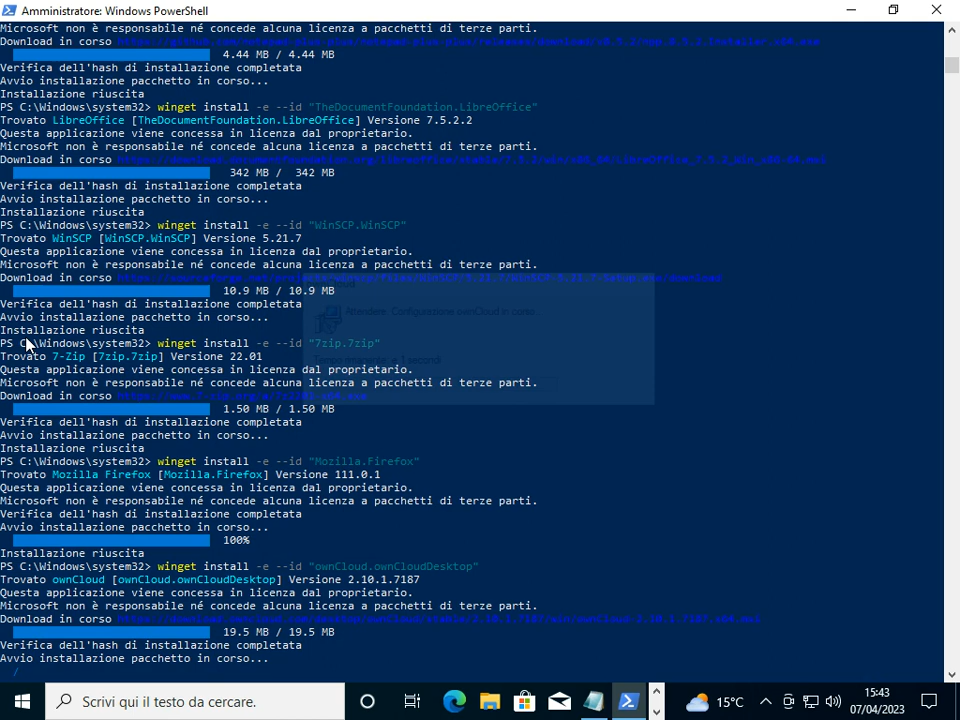 Amministratore: Windows PowerShell
Microsoft non è responsabile né concede alcuna licenza a pacchetti di terze parti.
Download in corso
4.44 MB / 4.44 MB
Verifica dell'hash di installazione completata
Avvio installazione pacchetto in corso...
Installazione riuscita
PS C:\Windows\system32> winget install -e --id "TheDocumentFoundation.LibreOffice"
Trovato LibreOffice [TheDocumentFoundation.LibreOffice] Versione 7.5.2.2
Questa applicazione viene concessa in licenza dal proprietario.
Microsoft non è responsabile né concede alcuna licenza a pacchetti di terze parti.
Download in corso
342 MB / 342 MB
Verifica dell'hash di installazione completata
Avvio installazione pacchetto in corso...
Installazione riuscita
PS C:\Windows\system32> winget install -e --id "WinSCP.WinSCP"
Trovato WinSCP [WinSCP.WinSCP] Versione 5.21.7
Questa applicazione viene concessa in licenza dal proprietario.
Microsoft non è responsabile né concede alcuna licenza a pacchetti di terze parti.
Download in corso
10.9 MB / 10.9 MB
Verifica dell'hash di installazione completata
Avvio installazione pacchetto in corso...
Attendere. Configurazione ownCloud in corso...
Installazione riuscita
PS C:\Windows\system32> winget install -e --id "7zip.7zip"
Trovato 7-Zip [7zip.7zip] Versione 22.01
Questa applicazione viene concessa in licenza dal proprietario.
Microsoft non è responsabile né concede alcuna licenza a pacchetti di terze parti.
Download in corso
1.50 MB / 1.50 MB
Verifica dell'hash di installazione completata
Avvio installazione pacchetto in corso...
Installazione riuscita
PS C:\Windows\system32> winget install -e --id "Mozilla.Firefox"
Trovato Mozilla Firefox [Mozilla.Firefox] Versione 111.0.1
Questa applicazione viene concessa in licenza dal proprietario.
Microsoft non è responsabile né concede alcuna licenza a pacchetti di terze parti.
Verifica dell'hash di installazione completata
Avvio installazione pacchetto in corso...
100%
Installazione riuscita
PS C:\Windows\system32> winget install -e --id "ownCloud.ownCloudDesktop"
Trovato ownCloud [ownCloud.ownCloudDesktop] Versione 2.10.1.7187
Questa applicazione viene concessa in licenza dal proprietario.
Microsoft non è responsabile né concede alcuna licenza a pacchetti di terze parti.
Download in corso
19.5 MB / 19.5 MB
Verifica dell'hash di installazione completata
Avvio installazione pacchetto in corso...
/
Scrivi qui il testo da cercare.
15°C
15:43
07/04/2023